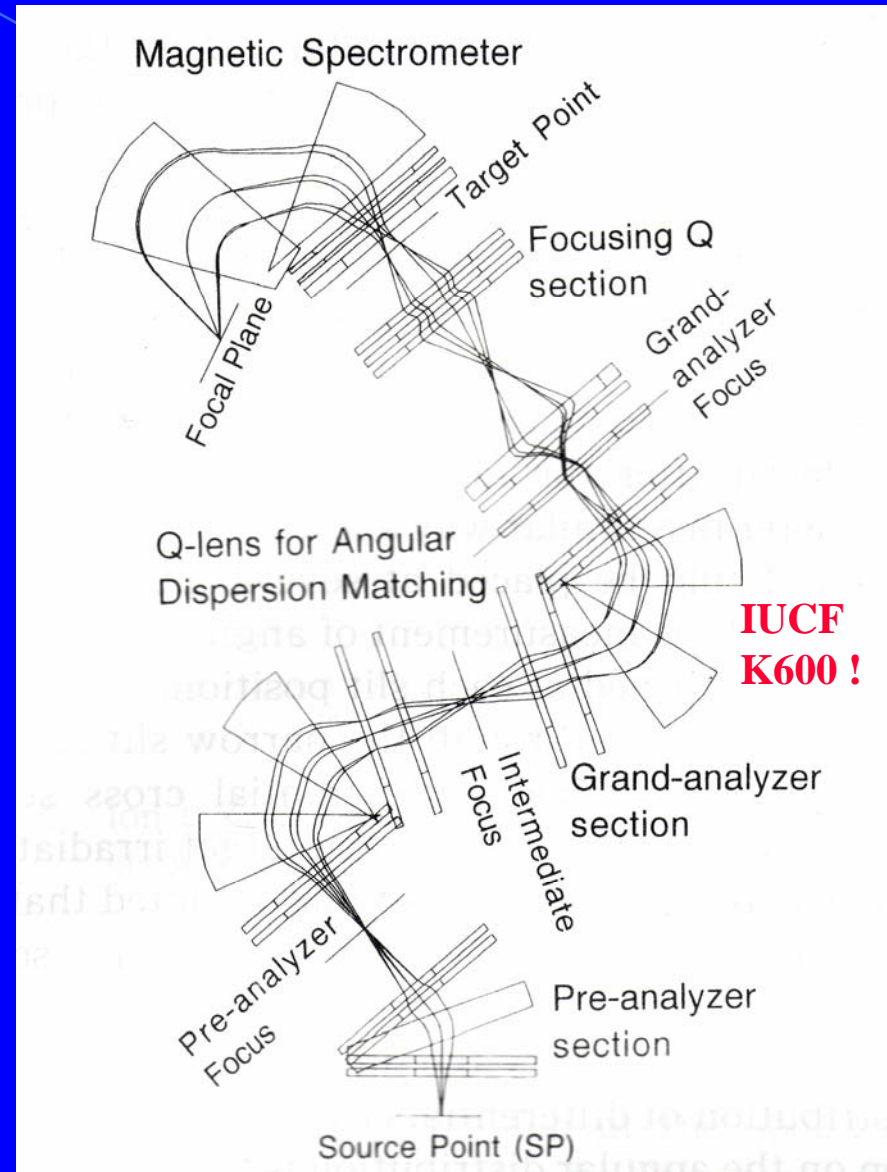 Magnetic Spectrometer
Target Point
Focusing Q
section
Grand-
analyzer
Focus
Focal Plane
Q-lens for Angular
Dispersion Matching
IUCF
K600 !
Intermediate
Focus
Grand-analyzer
section
Pre-analyzer
Focus
Pre-analyzer
section
Source Point (SP)